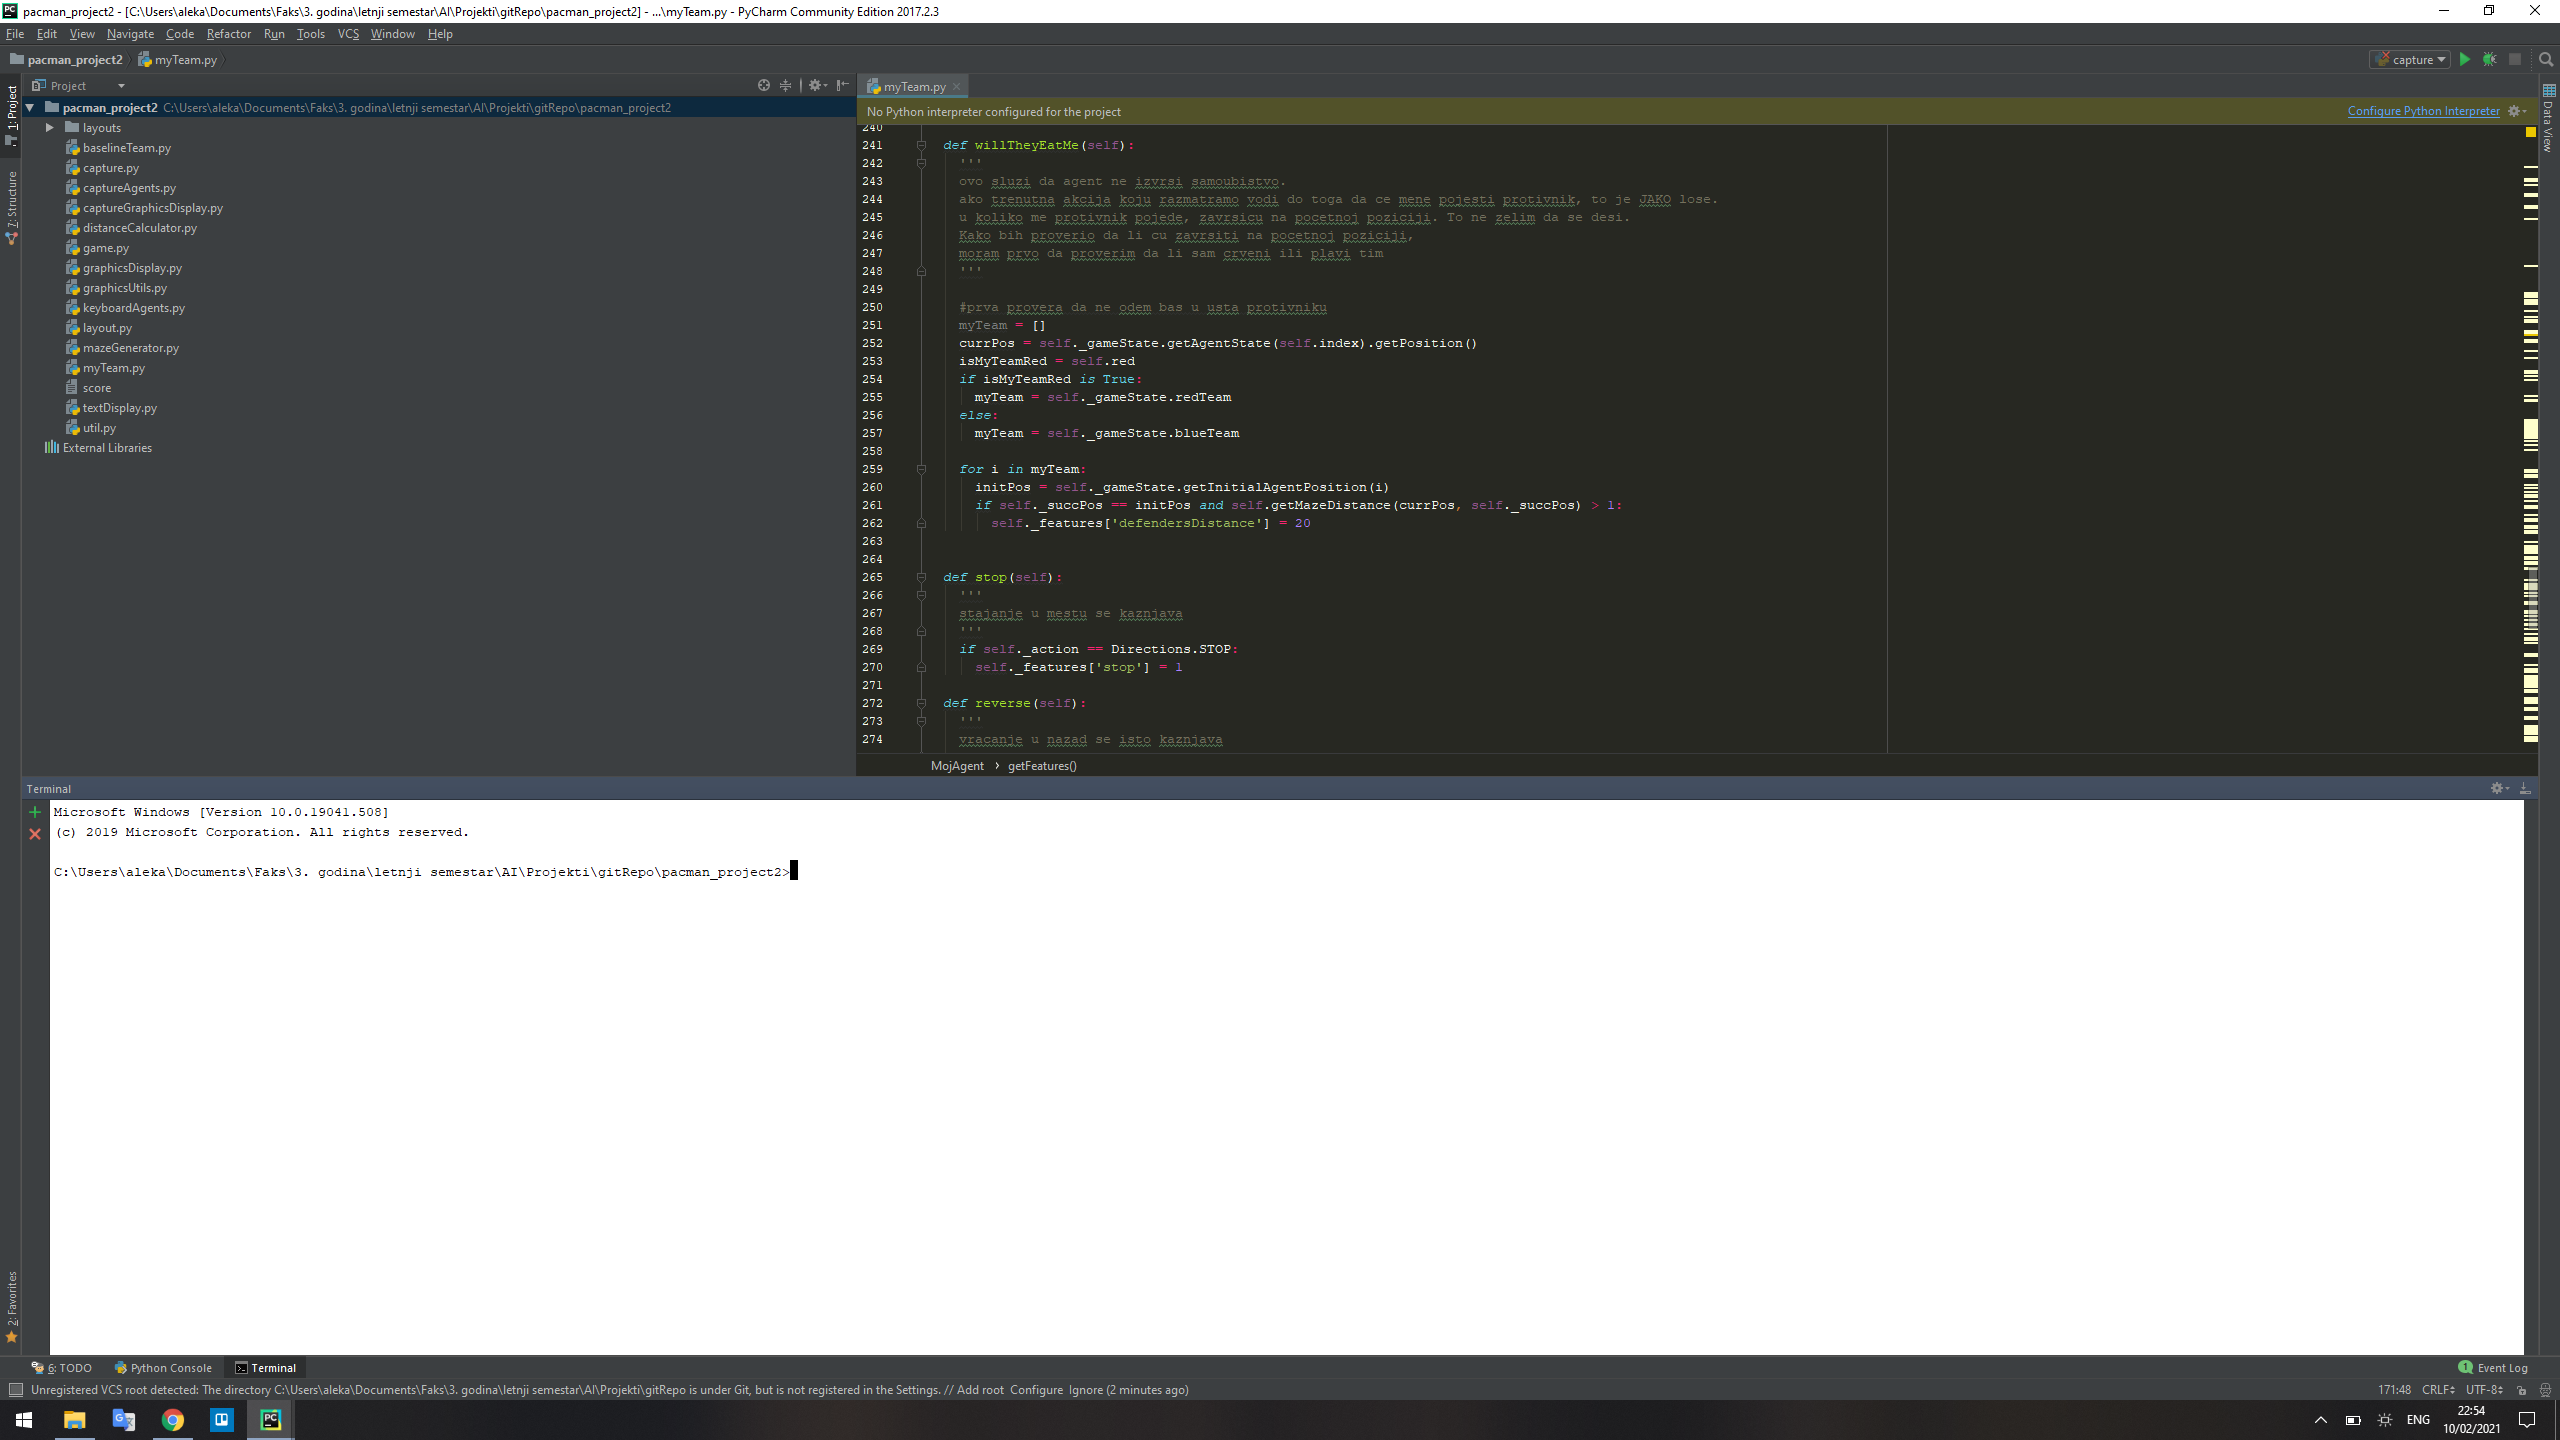 pacman_project2 - [C:\Users\aleka\Documents\Faks\3. godina\letnji semestar\AI\Projekti\gitRepo\pacman_project2] - ...\myTeam.py - PyCharm Community Edition 2017.2.3
File Edit View Navigate Code Refactor Run Tools VCS Window Help
pacman_project2 myTeam.py capture
Project
myTeam.py
1: Project
7: Structure
2: Favorites
Data View
pacman_project2 C:\Users\aleka\Documents\Faks\3. godina\letnji semestar\AI\Projekti\gitRepo\pacman_project2
layouts
baselineTeam.py
capture.py
captureAgents.py
captureGraphicsDisplay.py
distanceCalculator.py
game.py
graphicsDisplay.py
graphicsUtils.py
keyboardAgents.py
layout.py
mazeGenerator.py
myTeam.py
score
textDisplay.py
util.py
External Libraries
No Python interpreter configured for the project Configure Python Interpreter
240
241 def willTheyEatMe(self):
242 '''
243 ovo sluzi da agent ne izvrsi samoubistvo.
244 ako trenutna akcija koju razmatramo vodi do toga da ce mene pojesti protivnik, to je JAKO lose.
245 u koliko me protivnik pojede, zavrsicu na pocetnoj poziciji. To ne zelim da se desi.
246 Kako bih proverio da li cu zavrsiti na pocetnoj poziciji,
247 moram prvo da proverim da li sam crveni ili plavi tim
248 '''
249
250 #prva provera da ne odem bas u usta protivniku
251 myTeam = []
252 currPos = self._gameState.getAgentState(self.index).getPosition()
253 isMyTeamRed = self.red
254 if isMyTeamRed is True:
255 myTeam = self._gameState.redTeam
256 else:
257 myTeam = self._gameState.blueTeam
258
259 for i in myTeam:
260 initPos = self._gameState.getInitialAgentPosition(i)
261 if self._succPos == initPos and self.getMazeDistance(currPos, self._succPos) > 1:
262 self._features['defendersDistance'] = 20
263
264
265 def stop(self):
266 '''
267 stajanje u mestu se kaznjava
268 '''
269 if self._action == Directions.STOP:
270 self._features['stop'] = 1
271
272 def reverse(self):
273 '''
274 vracanje u nazad se isto kaznjava
MojAgent › getFeatures()
Terminal
Microsoft Windows [Version 10.0.19041.508]
(c) 2019 Microsoft Corporation. All rights reserved.
C:\Users\aleka\Documents\Faks\3. godina\letnji semestar\AI\Projekti\gitRepo\pacman_project2>
6: TODO Python Console Terminal 1 Event Log
Unregistered VCS root detected: The directory C:\Users\aleka\Documents\Faks\3. godina\letnji semestar\AI\Projekti\gitRepo is under Git, but is not registered in the Settings. // Add root Configure Ignore (2 minutes ago) 171:48 CRLF UTF-8
ENG
22:54
10/02/2021